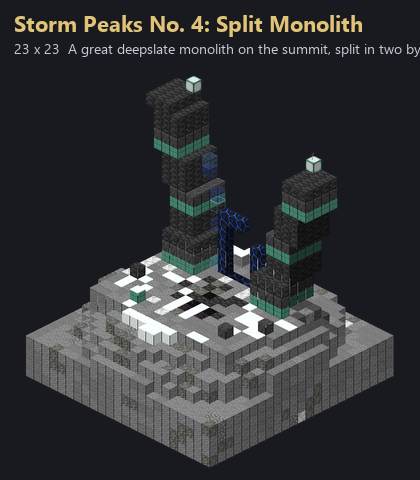 Storm Peaks No. 4: Split Monolith
23 x 23  A great deepslate monolith on the summit, split in two by